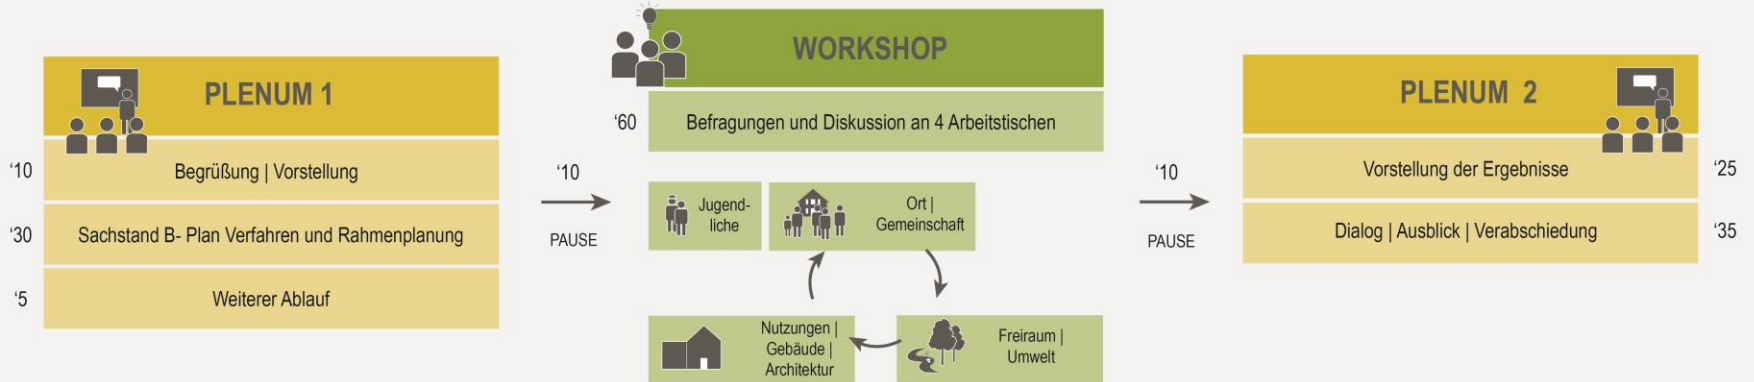 PLENUM 1
‘10
Begrüßung | Vorstellung
‘30
Sachstand B- Plan Verfahren und Rahmenplanung
‘5
Weiterer Ablauf
‘10
PAUSE
WORKSHOP
‘60
Befragungen und Diskussion an 4 Arbeitstischen
Jugend-
liche
Ort |
Gemeinschaft
Nutzungen |
Gebäude |
Architektur
Freiraum |
Umwelt
‘10
PAUSE
PLENUM 2
Vorstellung der Ergebnisse
‘25
Dialog | Ausblick | Verabschiedung
‘35